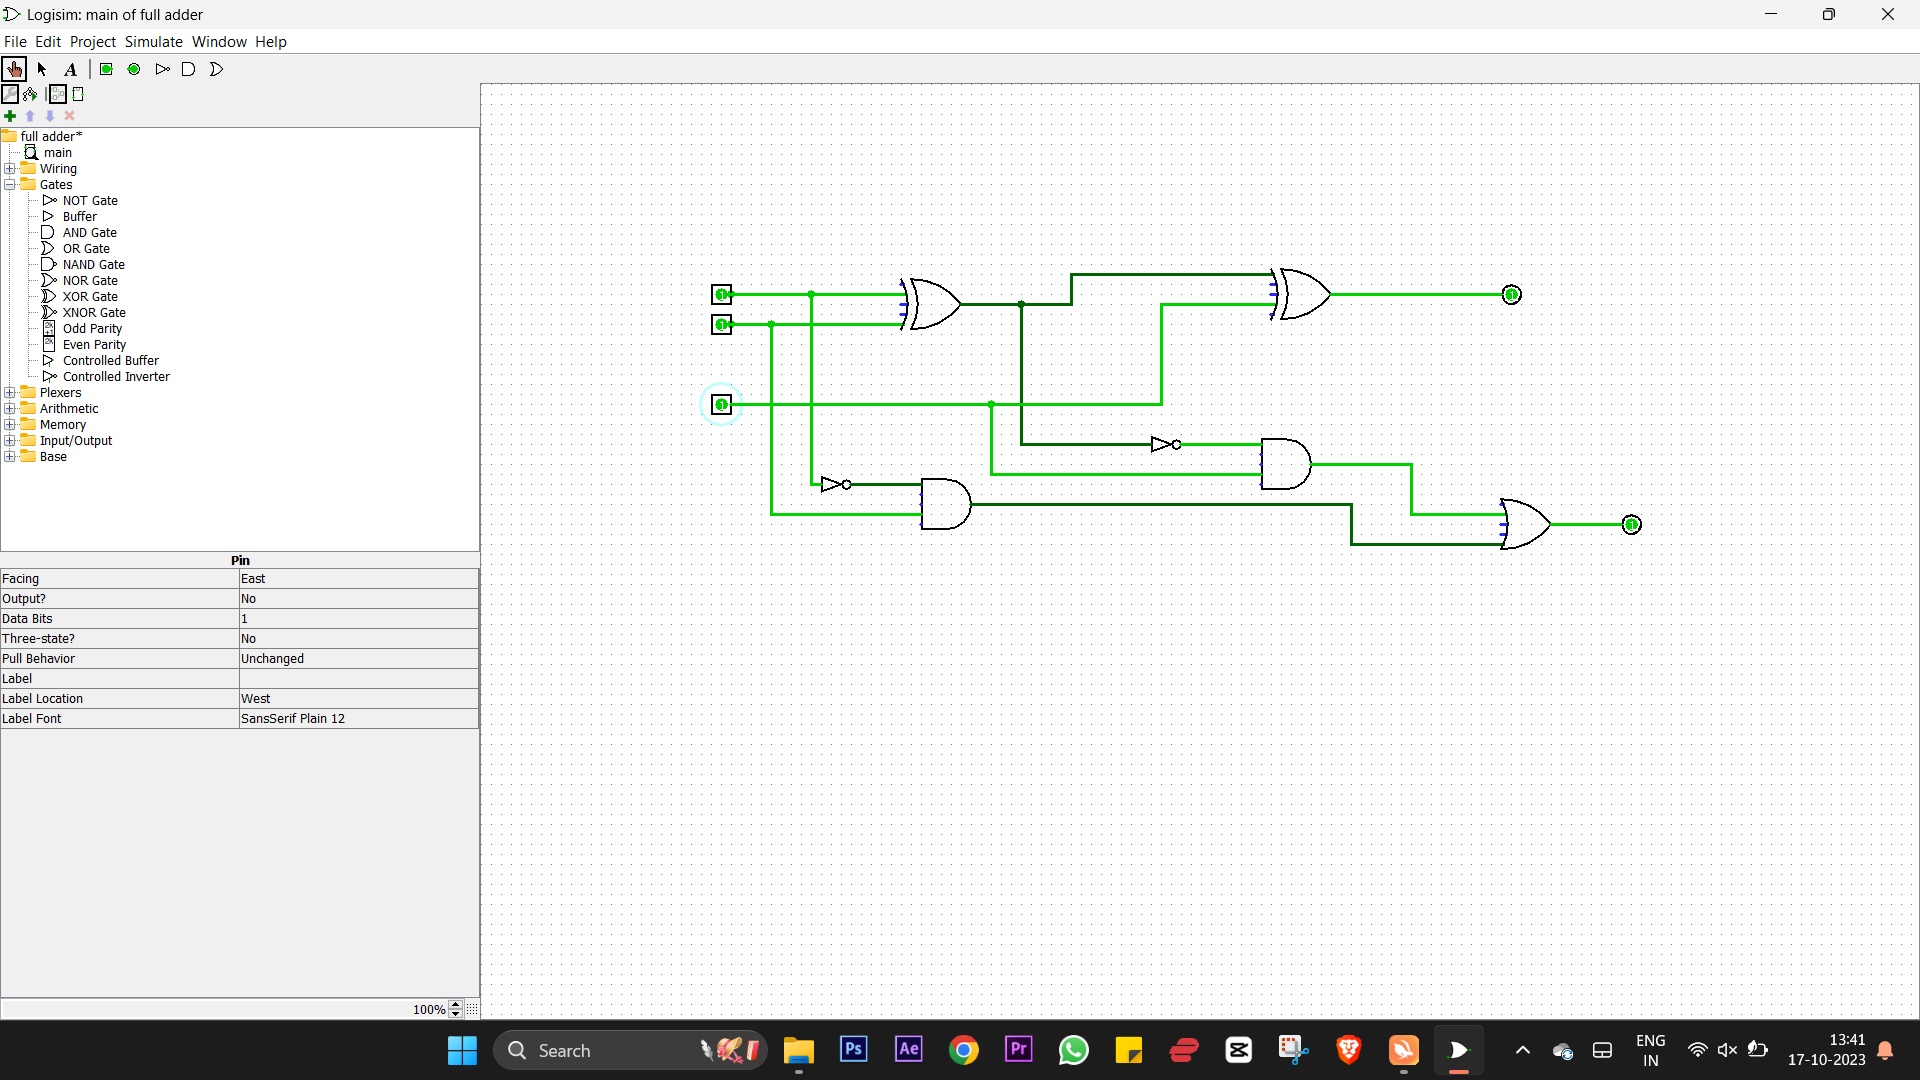 Logisim: main of full adder
File Edit Project Simulate Window Help
A
full adder*
main
Wiring
Gates
NOT Gate
Buffer
AND Gate
OR Gate
NAND Gate
NOR Gate
XOR Gate
XNOR Gate
Odd Parity
Even Parity
Controlled Buffer
Controlled Inverter
Plexers
Arithmetic
Memory
Input/Output
Base
Pin
Facing East
Output? No
Data Bits 1
Three-state? No
Pull Behavior Unchanged
Label
Label Location West
Label Font SansSerif Plain 12
100%
1
1
1
1
1
Search
Ps
Ae
Pr
ENG
IN
13:41
17-10-2023